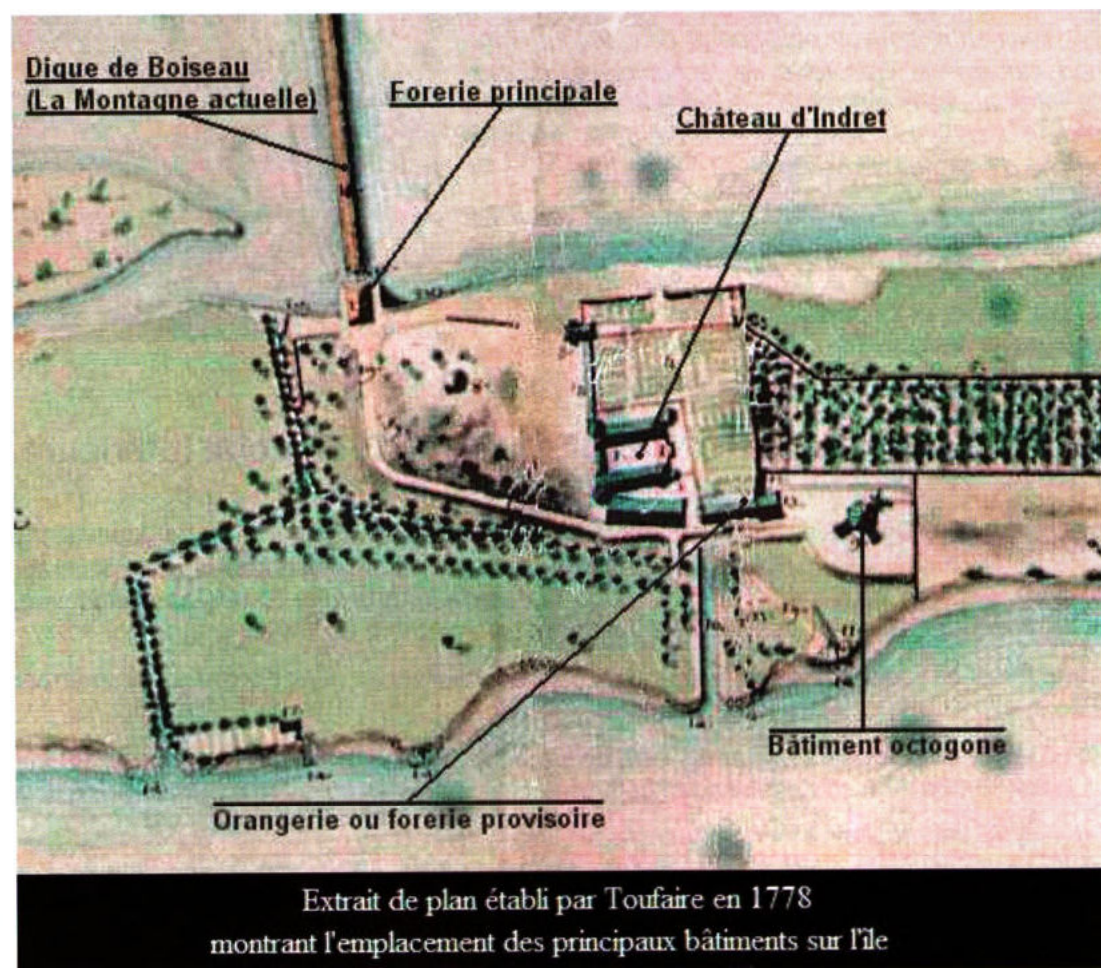 Dique de Boiseau
(La Montagne actuelle)
Forerie principale
Château d'Indret
Bâtiment octogone
Orangerie ou forerie provisoire
Extrait de plan établi par Toufaire en 1778
montrant l'emplacement des principaux bâtiments sur l'île